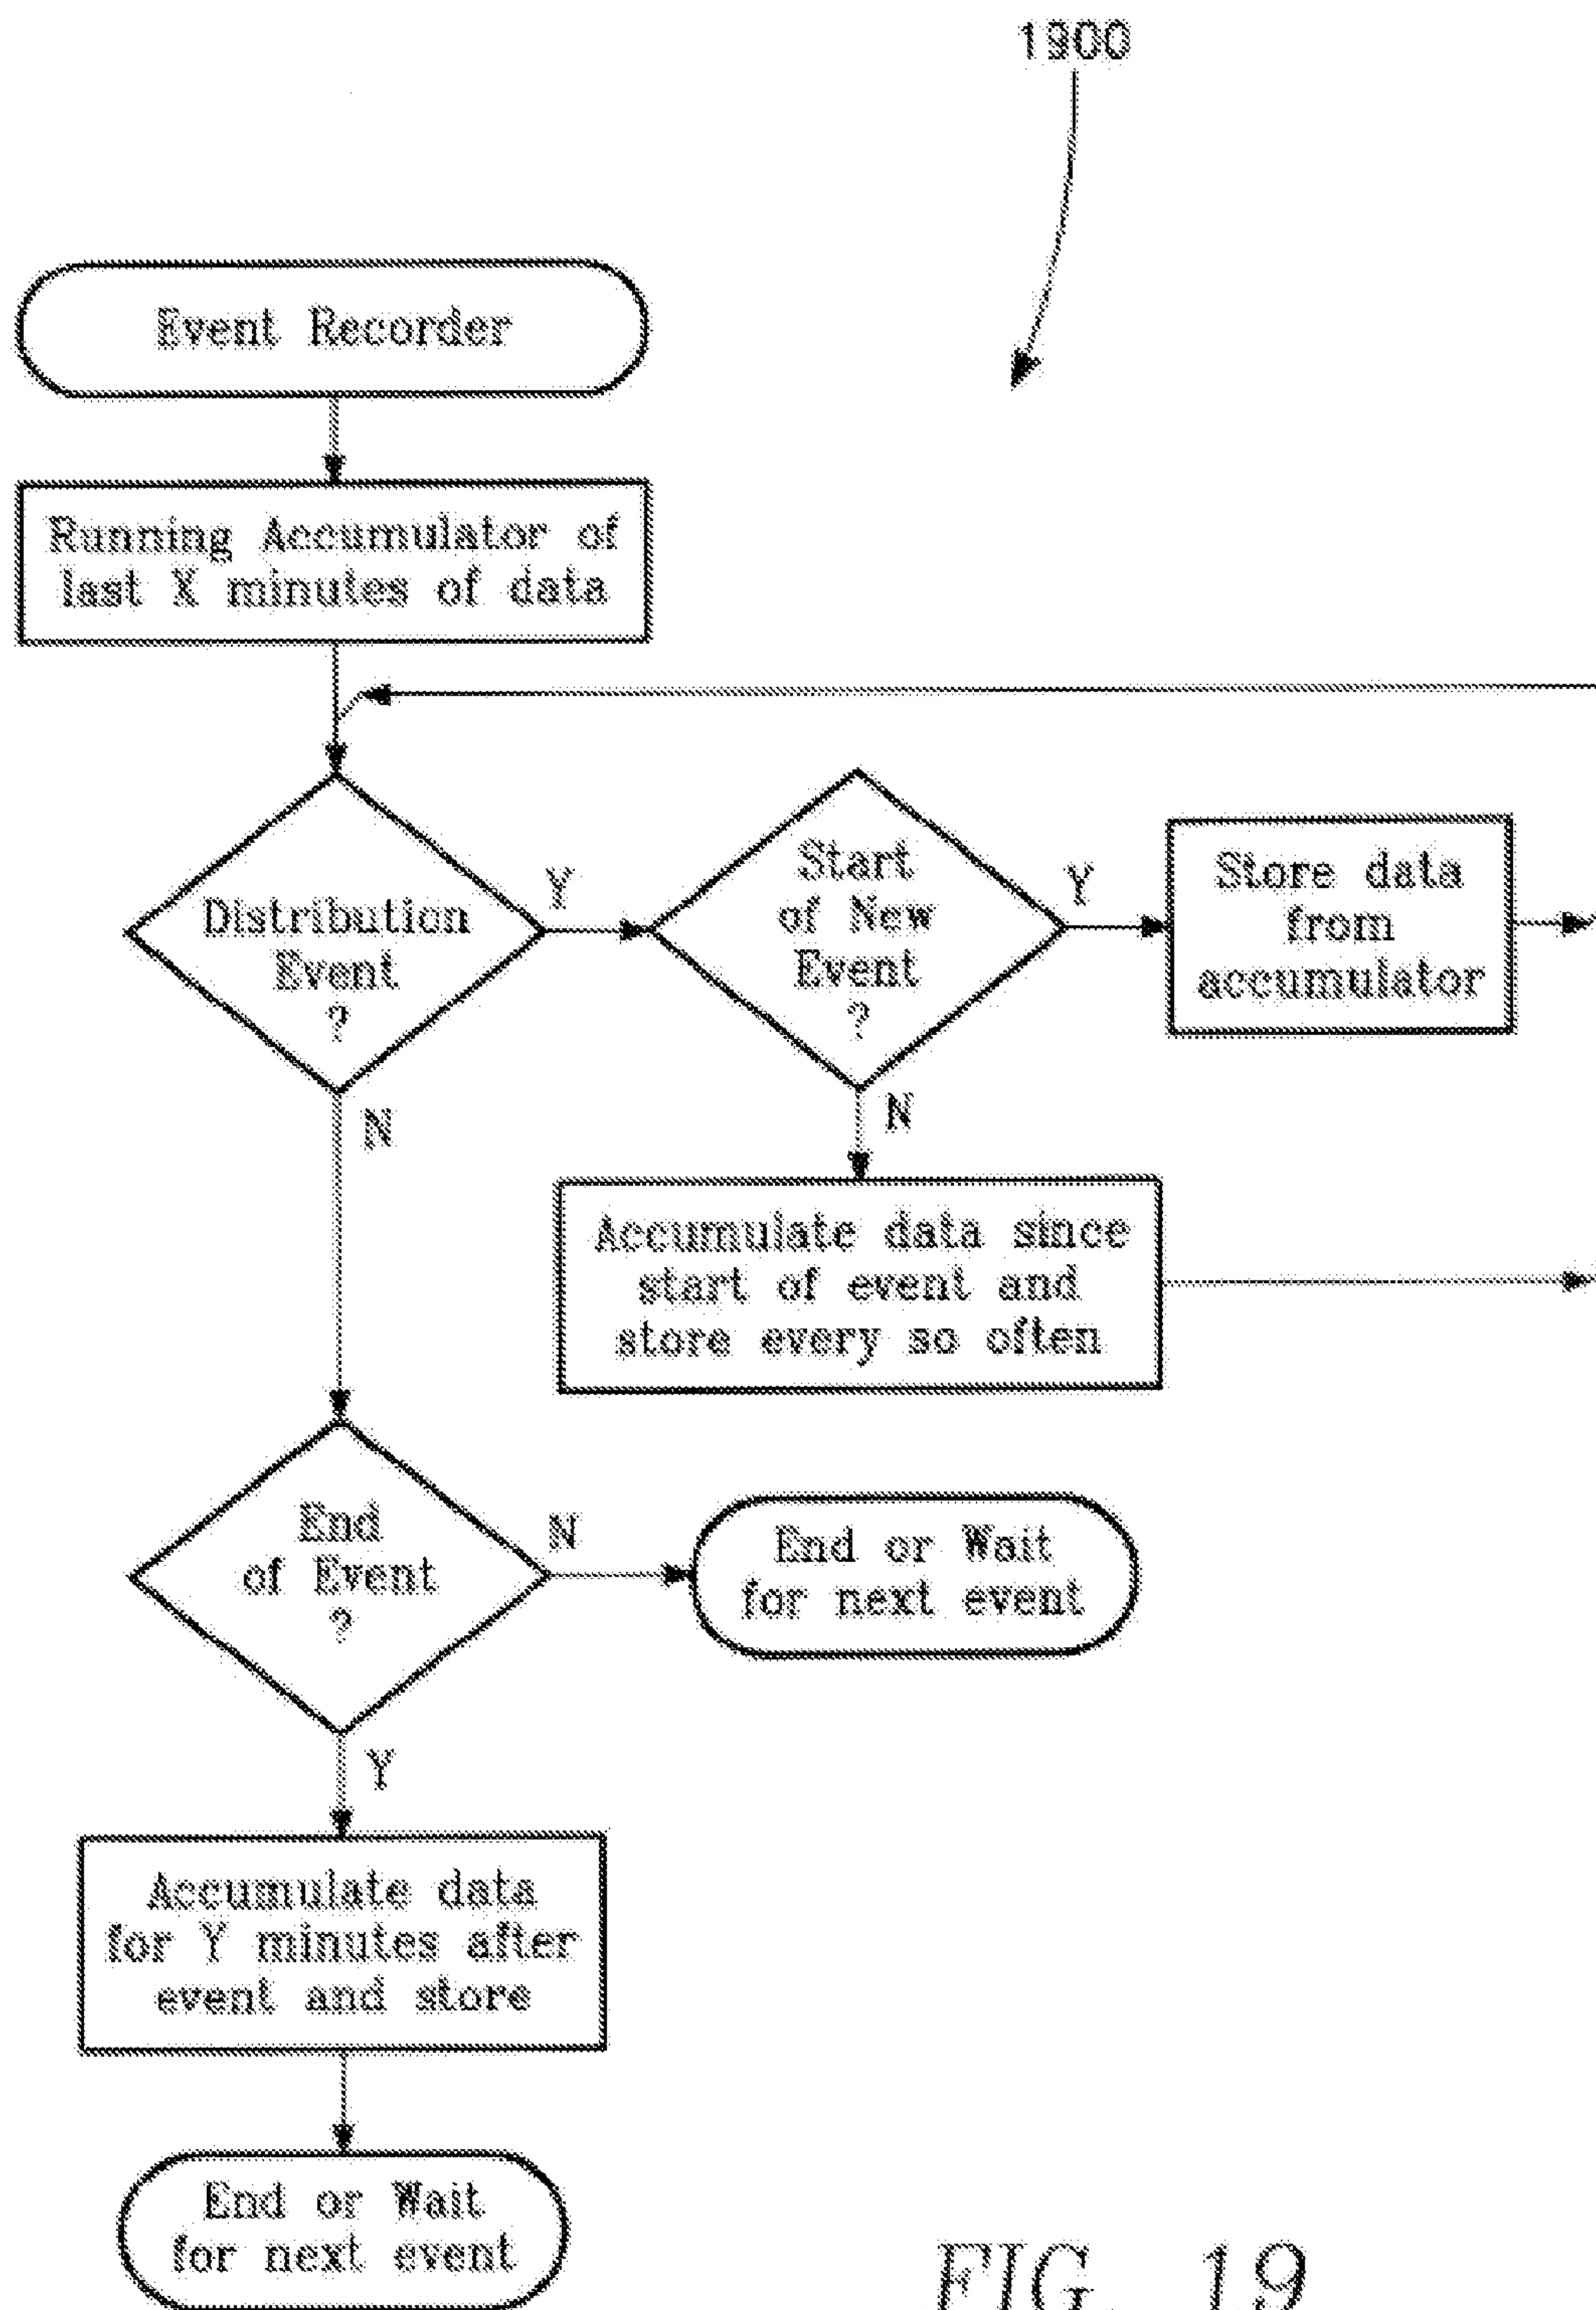 1900
Event Recorder
Running Accumulator of
last X minutes of data
Distribution
Event
?
Y
N
Start
of New
Event
?
Y
N
Store data
from
accumulator
Accumulate data since
start of event and
store every so often
End
of Event
?
N
Y
End or Wait
for next event
Accumulate data
for Y minutes after
event and store
End or Wait
for next event
FIG. 19